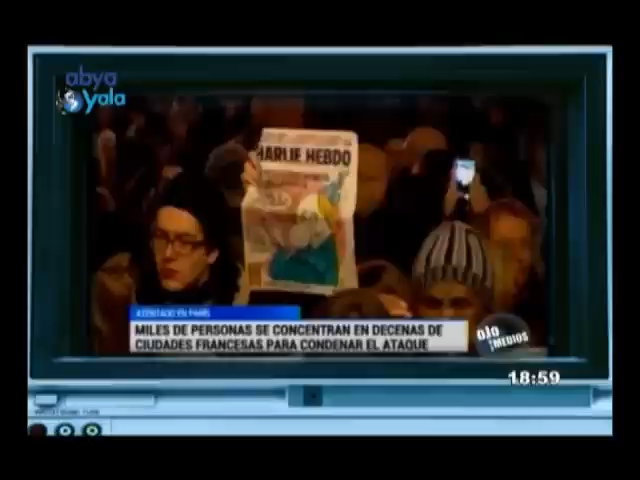 abya
yala
CHARLIE HEBDO
ATENTADO EN PARÍS
MILES DE PERSONAS SE CONCENTRAN EN DECENAS DE
CIUDADES FRANCESAS PARA CONDENAR EL ATAQUE
OJO
MEDIOS
18:59